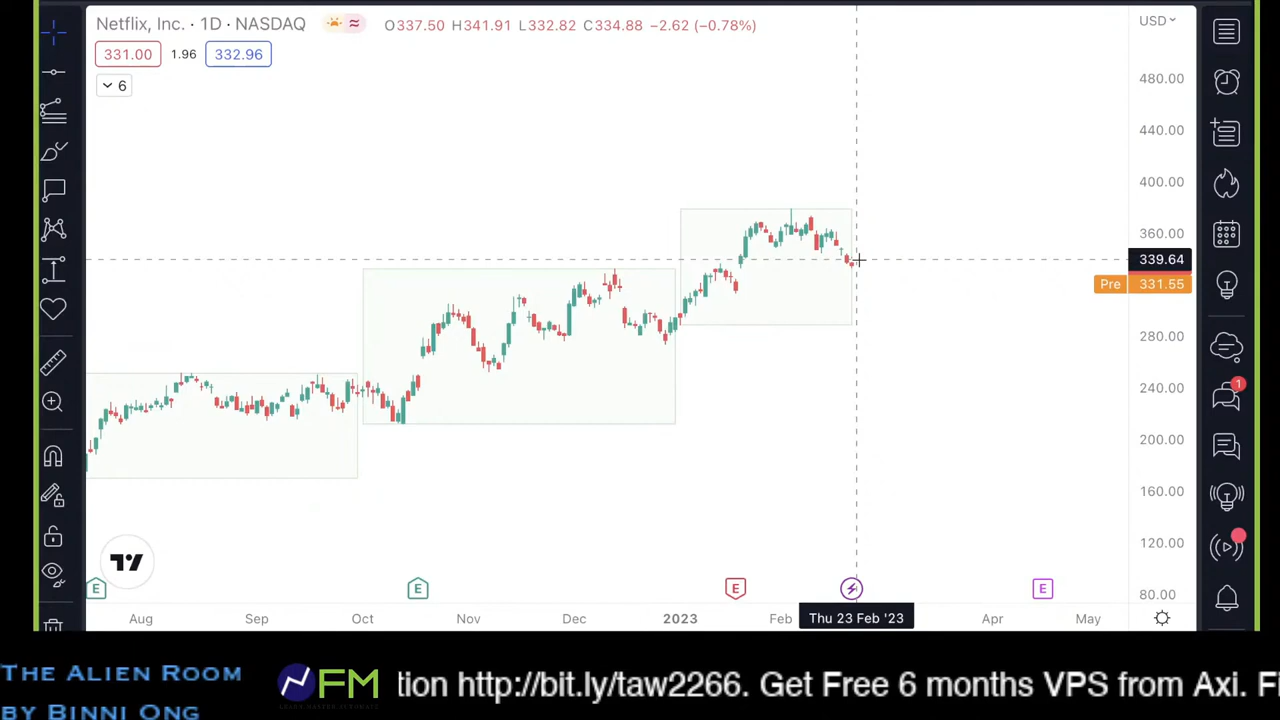 Netflix, Inc. · 1D · NASDAQ O337.50 H341.91 L332.82 C334.88 −2.62 (−0.78%)
USD
331.00 1.96 332.96
6
480.00
440.00
400.00
360.00
339.64
Pre 331.55
280.00
240.00
200.00
160.00
120.00
80.00
1
E E E E
Aug Sep Oct Nov Dec 2023 Feb Thu 23 Feb '23 Apr May
THE ALIEN ROOM
BY BINNI ONG
FM
tion http://bit.ly/taw2266. Get Free 6 months VPS from Axi. Fi